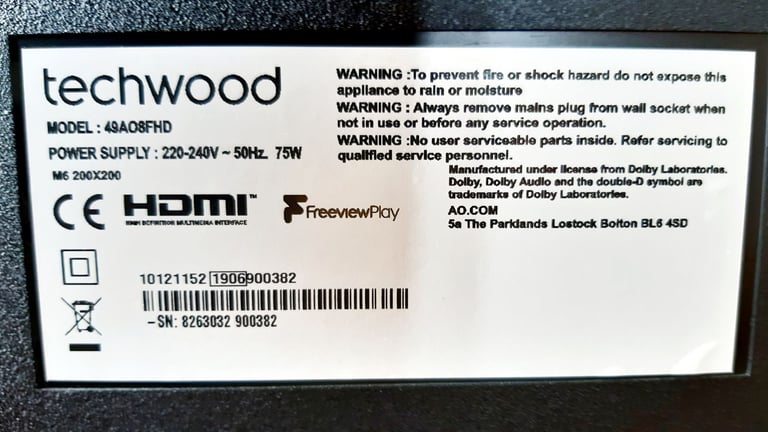 techwood
MODEL : 49AO8FHD
POWER SUPPLY : 220-240V ~ 50Hz. 75W
M6 200X200
CE HDMI™
HIGH DEFINITION MULTIMEDIA INTERFACE
FreeviewPlay
WARNING :To prevent fire or shock hazard do not expose this
appliance to rain or moisture
WARNING : Always remove mains plug from wall socket when
not in use or before any service operation.
WARNING :No user serviceable parts inside. Refer servicing to
qualified service personnel.
Manufactured under license from Dolby Laboratories.
Dolby, Dolby Audio and the double-D symbol are
trademarks of Dolby Laboratories.
AO.COM
5a The Parklands Lostock Bolton BL6 4SD
10121152 1906900382
-SN: 8263032 900382